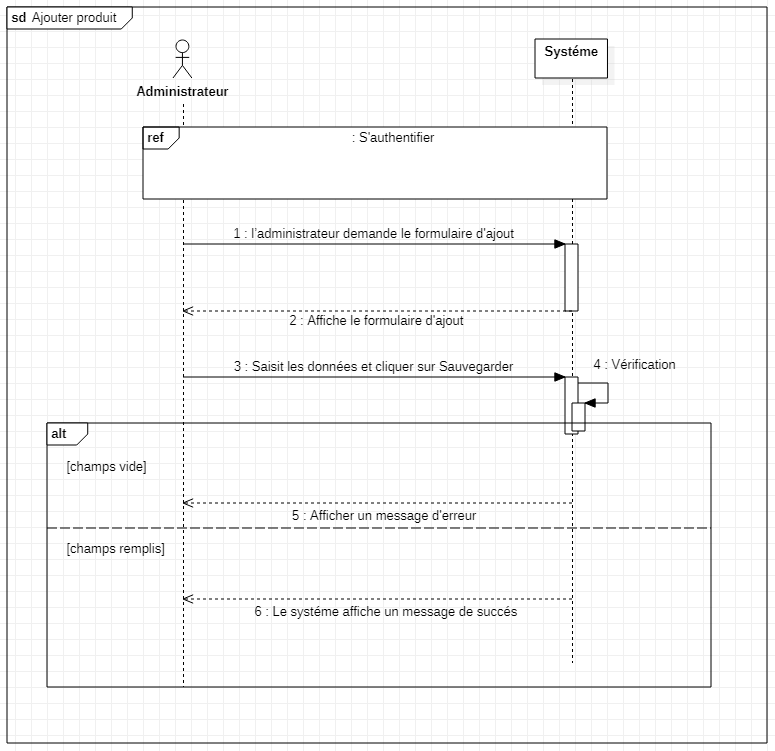 sd Ajouter produit
Systéme
Administrateur
ref : S'authentifier
1 : l'administrateur demande le formulaire d'ajout
2 : Affiche le formulaire d'ajout
3 : Saisit les données et cliquer sur Sauvegarder
4 : Vérification
alt
[champs vide]
5 : Afficher un message d'erreur
[champs remplis]
6 : Le systéme affiche un message de succés